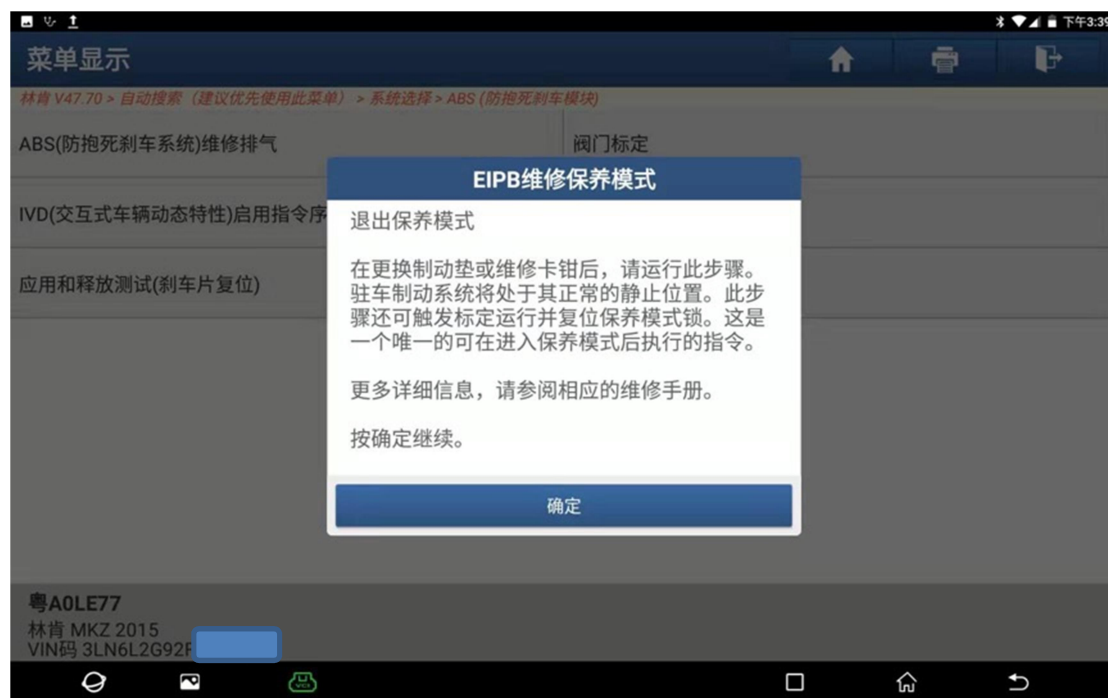 下午3:39
菜单显示
林肯 V47.70 > 自动搜索（建议优先使用此菜单）> 系统选择 > ABS (防抱死刹车模块)
ABS(防抱死刹车系统)维修排气
阀门标定
EIPB维修保养模式
IVD(交互式车辆动态特性)启用指令序
退出保养模式
应用和释放测试(刹车片复位)
在更换制动垫或维修卡钳后，请运行此步骤。
驻车制动系统将处于其正常的静止位置。此步
骤还可触发标定运行并复位保养模式锁。这是
一个唯一的可在进入保养模式后执行的指令。
更多详细信息，请参阅相应的维修手册。
按确定继续。
确定
粤A0LE77
林肯 MKZ 2015
VIN码 3LN6L2G92F